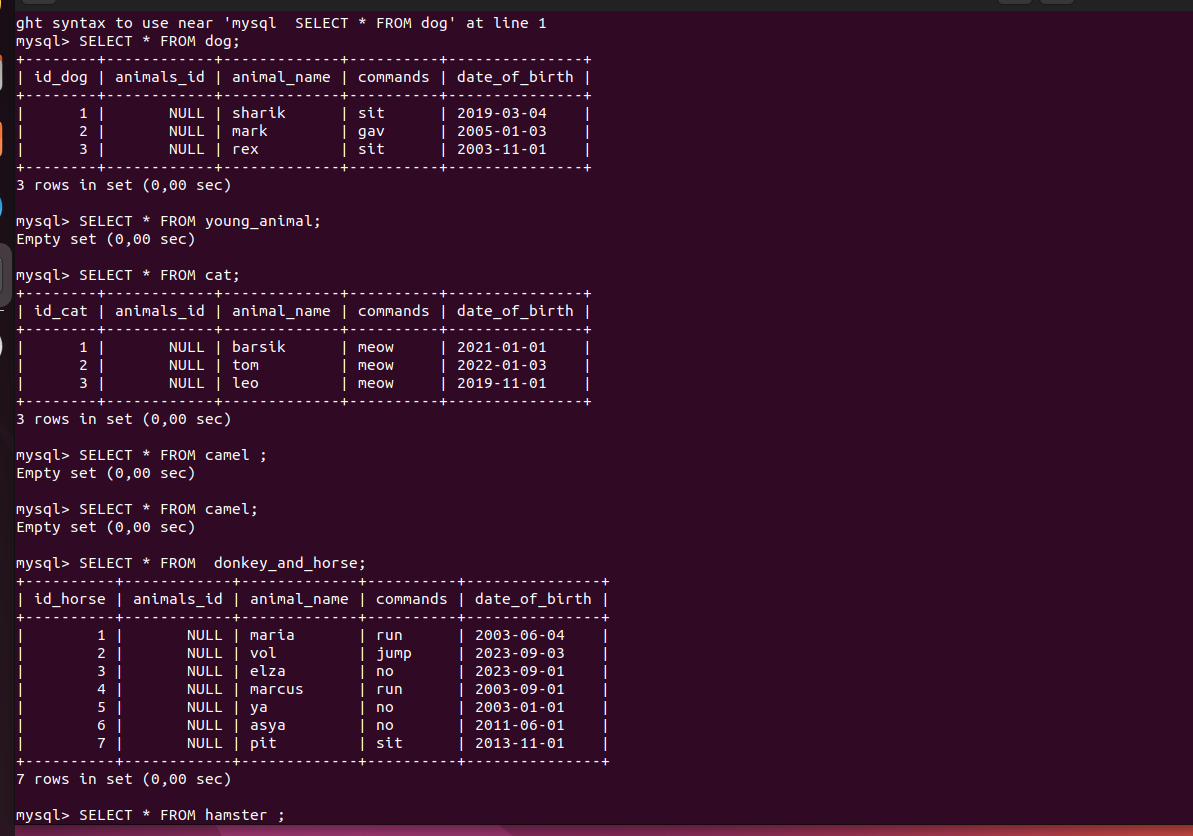 ght syntax to use near 'mysql  SELECT * FROM dog' at line 1
mysql> SELECT * FROM dog;
+--------+------------+-------------+----------+---------------+
| id_dog | animals_id | animal_name | commands | date_of_birth |
+--------+------------+-------------+----------+---------------+
|      1 |       NULL | sharik      | sit      | 2019-03-04    |
|      2 |       NULL | mark        | gav      | 2005-01-03    |
|      3 |       NULL | rex         | sit      | 2003-11-01    |
+--------+------------+-------------+----------+---------------+
3 rows in set (0,00 sec)

mysql> SELECT * FROM young_animal;
Empty set (0,00 sec)

mysql> SELECT * FROM cat;
+--------+------------+-------------+----------+---------------+
| id_cat | animals_id | animal_name | commands | date_of_birth |
+--------+------------+-------------+----------+---------------+
|      1 |       NULL | barsik      | meow     | 2021-01-01    |
|      2 |       NULL | tom         | meow     | 2022-01-03    |
|      3 |       NULL | leo         | meow     | 2019-11-01    |
+--------+------------+-------------+----------+---------------+
3 rows in set (0,00 sec)

mysql> SELECT * FROM camel ;
Empty set (0,00 sec)

mysql> SELECT * FROM camel;
Empty set (0,00 sec)

mysql> SELECT * FROM  donkey_and_horse;
+----------+------------+-------------+----------+---------------+
| id_horse | animals_id | animal_name | commands | date_of_birth |
+----------+------------+-------------+----------+---------------+
|        1 |       NULL | maria       | run      | 2003-06-04    |
|        2 |       NULL | vol         | jump     | 2023-09-03    |
|        3 |       NULL | elza        | no       | 2023-09-01    |
|        4 |       NULL | marcus      | run      | 2003-09-01    |
|        5 |       NULL | ya          | no       | 2003-01-01    |
|        6 |       NULL | asya        | no       | 2011-06-01    |
|        7 |       NULL | pit         | sit      | 2013-11-01    |
+----------+------------+-------------+----------+---------------+
7 rows in set (0,00 sec)

mysql> SELECT * FROM hamster ;